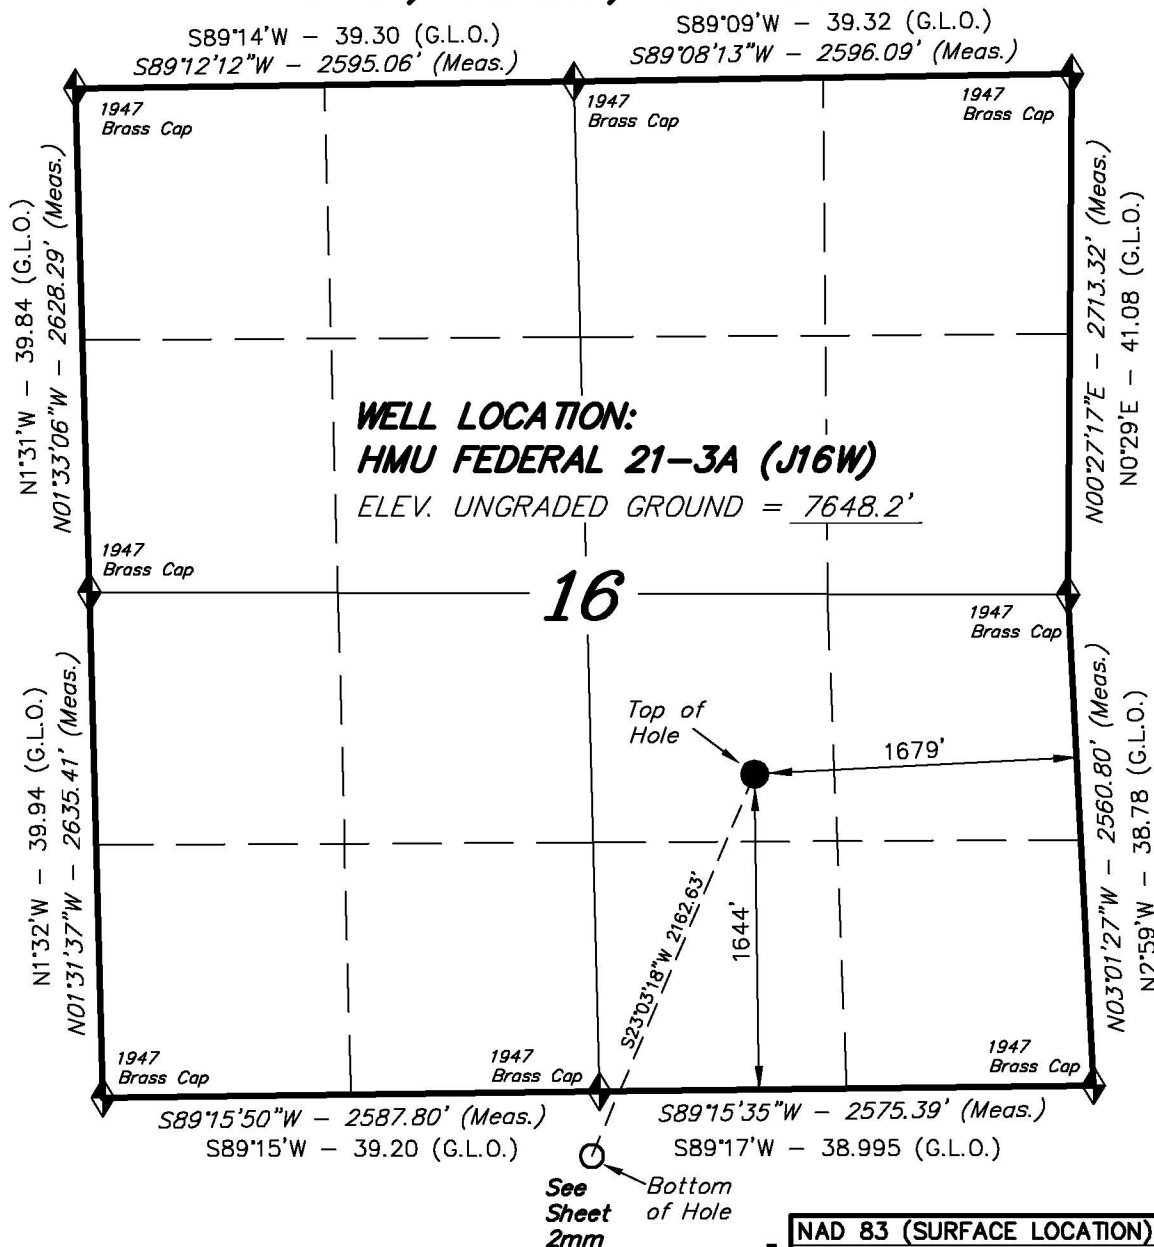 S89°14'W – 39.30 (G.L.O.)
S89°12'12"W – 2595.06' (Meas.)
S89°09'W – 39.32 (G.L.O.)
S89°08'13"W – 2596.09' (Meas.)
1947
Brass Cap
1947
Brass Cap
1947
Brass Cap
N1°31'W – 39.84 (G.L.O.)
N01°33'06"W – 2628.29' (Meas.)
N00°27'17"E – 2713.32' (Meas.)
N0°29'E – 41.08 (G.L.O.)
WELL LOCATION:
HMU FEDERAL 21–3A (J16W)
ELEV. UNGRADED GROUND = 7648.2'
1947
Brass Cap
16
1947
Brass Cap
N1°32'W – 39.94 (G.L.O.)
N01°31'37"W – 2635.41' (Meas.)
Top of
Hole
1679'
1644'
S23°03'18"W 2162.63'
N03°01'27"W – 2560.80' (Meas.)
N2°59'W – 38.78 (G.L.O.)
1947
Brass Cap
1947
Brass Cap
1947
Brass Cap
S89°15'50"W – 2587.80' (Meas.)
S89°15'W – 39.20 (G.L.O.)
S89°15'35"W – 2575.39' (Meas.)
S89°17'W – 38.995 (G.L.O.)
See
Sheet
2mm
Bottom
of Hole
NAD 83 (SURFACE LOCATION)